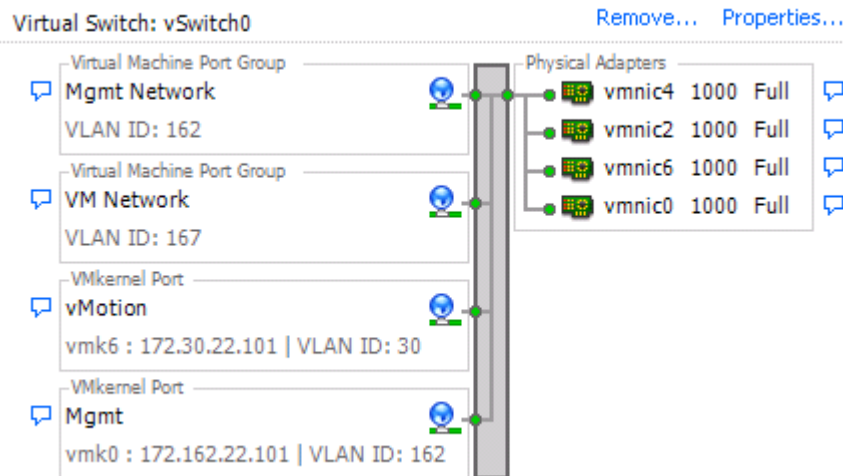 Virtual Switch: vSwitch0 Remove... Properties...
Virtual Machine Port Group
Mgmt Network
VLAN ID: 162
Virtual Machine Port Group
VM Network
VLAN ID: 167
VMkernel Port
vMotion
vmk6 : 172.30.22.101 | VLAN ID: 30
VMkernel Port
Mgmt
vmk0 : 172.162.22.101 | VLAN ID: 162
Physical Adapters
vmnic4 1000 Full
vmnic2 1000 Full
vmnic6 1000 Full
vmnic0 1000 Full